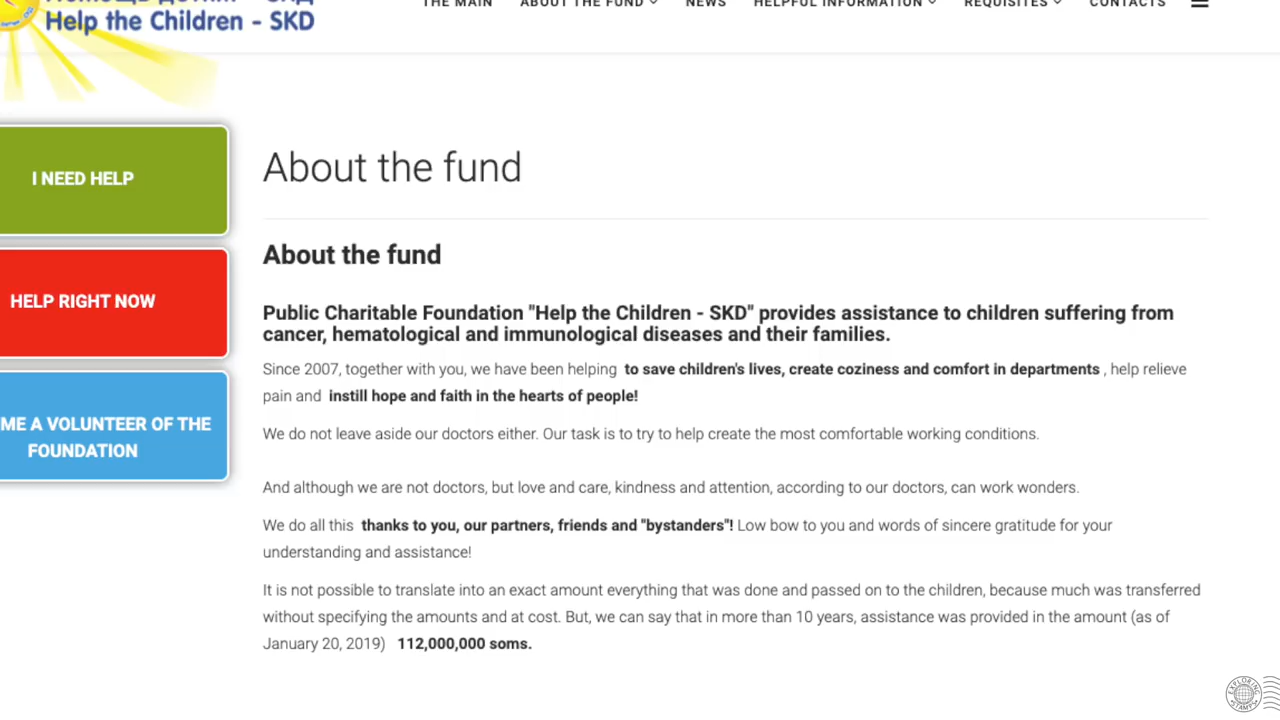 Help the Children - SKD
THE MAIN ABOUT THE FUND NEWS HELPFUL INFORMATION REQUISITES CONTACTS
I NEED HELP
HELP RIGHT NOW
ME A VOLUNTEER OF THE
FOUNDATION
About the fund
About the fund
Public Charitable Foundation "Help the Children - SKD" provides assistance to children suffering from
cancer, hematological and immunological diseases and their families.
Since 2007, together with you, we have been helping to save children's lives, create coziness and comfort in departments , help relieve
pain and instill hope and faith in the hearts of people!
We do not leave aside our doctors either. Our task is to try to help create the most comfortable working conditions.
And although we are not doctors, but love and care, kindness and attention, according to our doctors, can work wonders.
We do all this thanks to you, our partners, friends and "bystanders"! Low bow to you and words of sincere gratitude for your
understanding and assistance!
It is not possible to translate into an exact amount everything that was done and passed on to the children, because much was transferred
without specifying the amounts and at cost. But, we can say that in more than 10 years, assistance was provided in the amount (as of
January 20, 2019) 112,000,000 soms.
EXPLORING
STAMPS